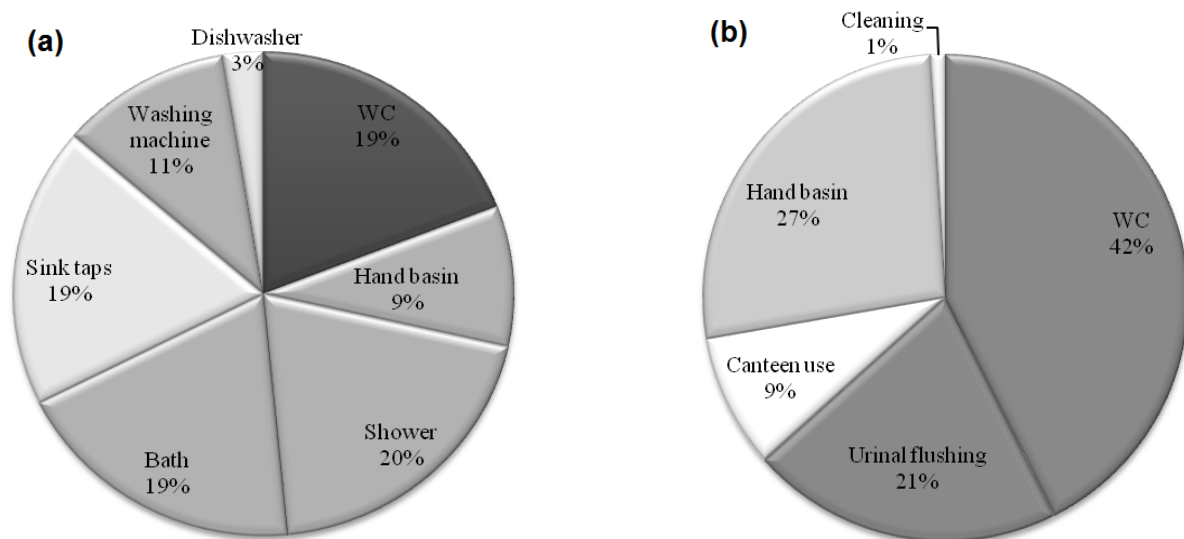 (a)
Dishwasher
3%
WC
19%
Hand basin
9%
Shower
20%
Bath
19%
Sink taps
19%
Washing
machine
11%
(b)
Cleaning
1%
WC
42%
Urinal flushing
21%
Canteen use
9%
Hand basin
27%